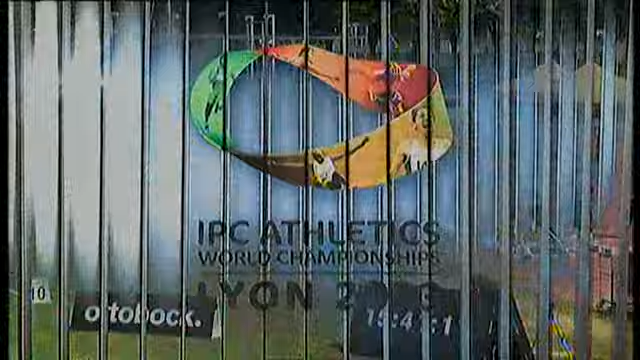 IPC ATHLETICS
WORLD CHAMPIONSHIPS
LYON
10
ottobock.